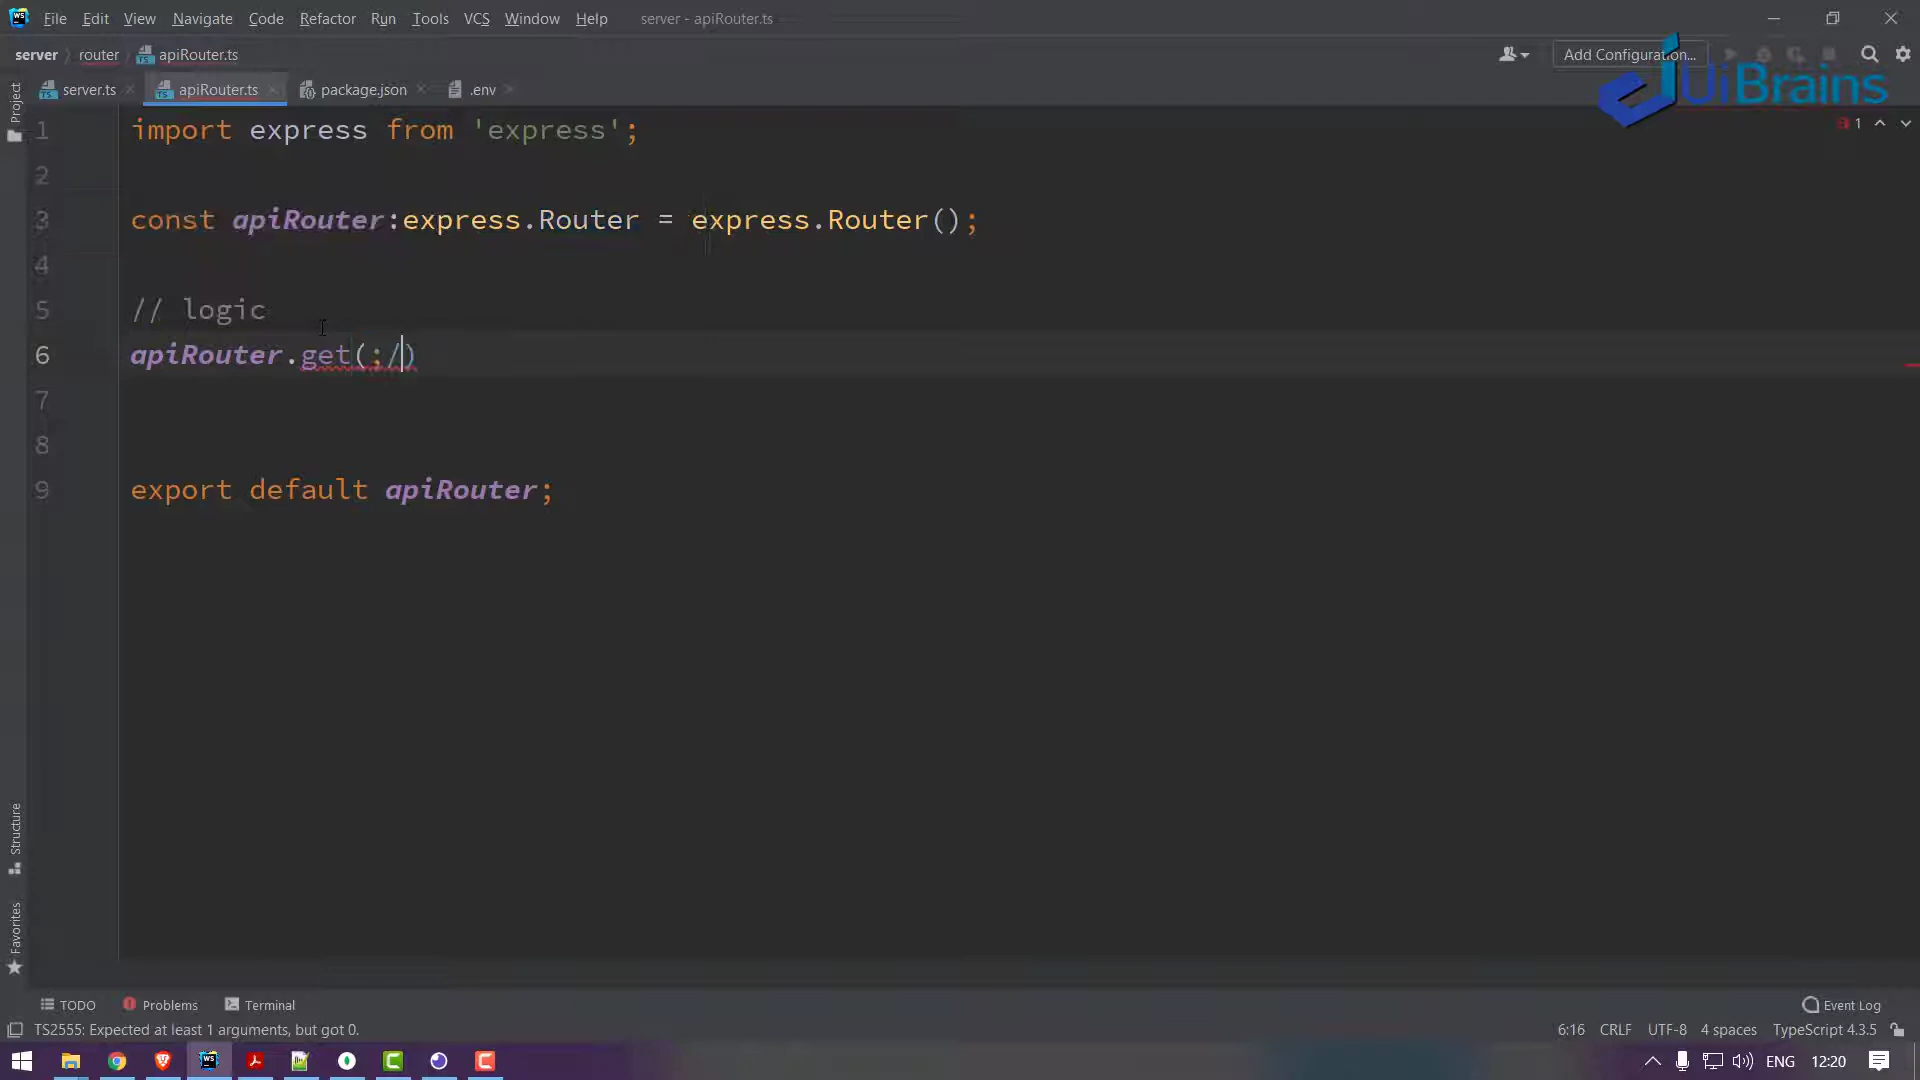 File Edit View Navigate Code Refactor Run Tools VCS Window Help server - apiRouter.ts
server router apiRouter.ts Add Configuration...
UiBrains
server.ts apiRouter.ts package.json .env
Project
1 import express from 'express';
1
2
3 const apiRouter:express.Router = express.Router();
4
5 // logic
6 apiRouter.get(;/)
7
8
9 export default apiRouter;
Structure
Favorites
TODO Problems Terminal Event Log
TS2555: Expected at least 1 arguments, but got 0. 6:16 CRLF UTF-8 4 spaces TypeScript 4.3.5
WS ENG 12:20